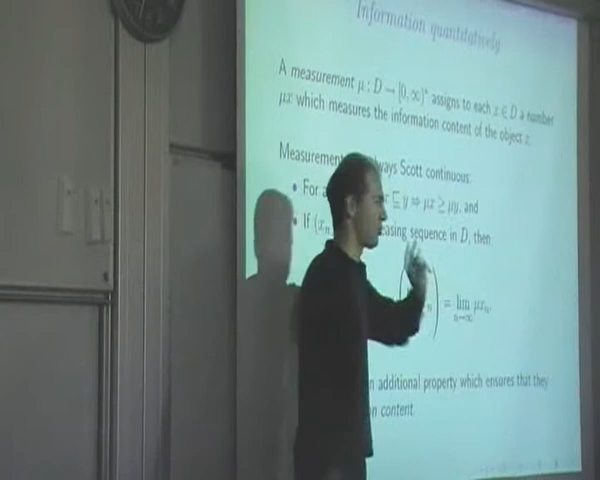 Information quantitatively
A measurement μ : D → [0, ∞)* assigns to each x ∈ D a number
μx which measures the information content of the object x.
Measurement ways Scott continuous:
• For ⊑ y ⇒ μx ≥ μy, and
• If (xₙ easing sequence in D, then
= lim μxₙ.
n→∞
n additional property which ensures that they
n content.